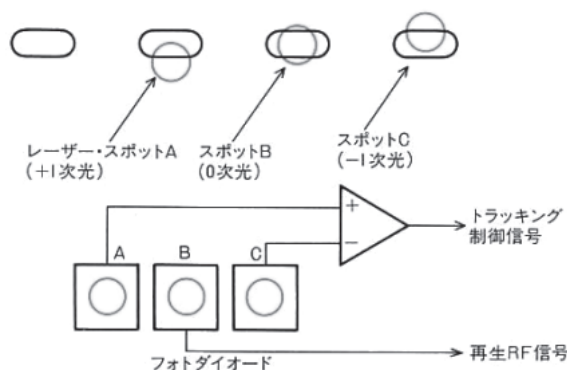 レーザー・スポットA
(+1次光)
スポットB
(0次光)
スポットC
(−1次光)
+
−
トラッキング
制御信号
A
B
C
フォトダイオード
再生RF信号